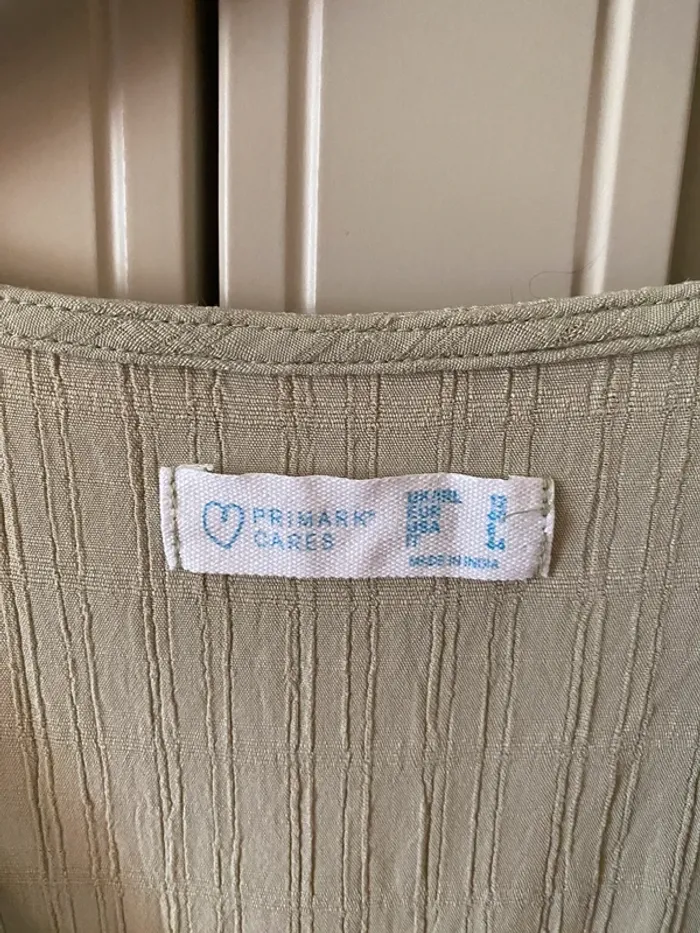 PRIMARK®
CARES
UK/IRL
EUR
USA
IT
MADE IN INDIA